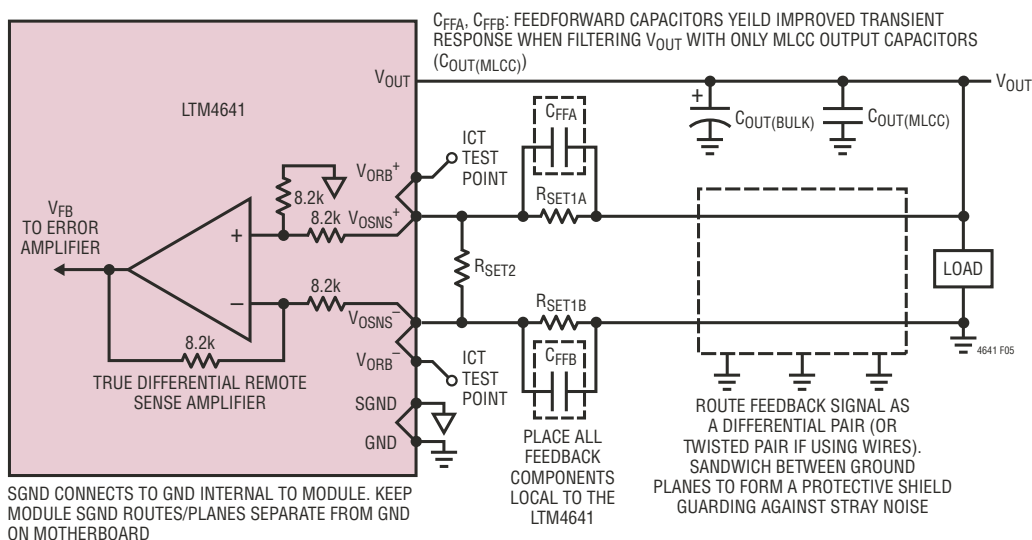 CFFA, CFFB: FEEDFORWARD CAPACITORS YEILD IMPROVED TRANSIENT
RESPONSE WHEN FILTERING VOUT WITH ONLY MLCC OUTPUT CAPACITORS
(COUT(MLCC))
VOUT
VOUT
LTM4641
+
COUT(BULK)
COUT(MLCC)
CFFA
ICT
TEST
POINT
VORB+
8.2k
RSET1A
VFB
TO ERROR
AMPLIFIER
8.2k
VOSNS+
+
RSET2
LOAD
–
8.2k
VOSNS–
RSET1B
8.2k
VORB–
ICT
TEST
POINT
CFFB
4641 F05
TRUE DIFFERENTIAL REMOTE
SENSE AMPLIFIER
SGND
GND
PLACE ALL
FEEDBACK
COMPONENTS
LOCAL TO THE
LTM4641
ROUTE FEEDBACK SIGNAL AS
A DIFFERENTIAL PAIR (OR
TWISTED PAIR IF USING WIRES).
SANDWICH BETWEEN GROUND
PLANES TO FORM A PROTECTIVE SHIELD
GUARDING AGAINST STRAY NOISE
SGND CONNECTS TO GND INTERNAL TO MODULE. KEEP
MODULE SGND ROUTES/PLANES SEPARATE FROM GND
ON MOTHERBOARD